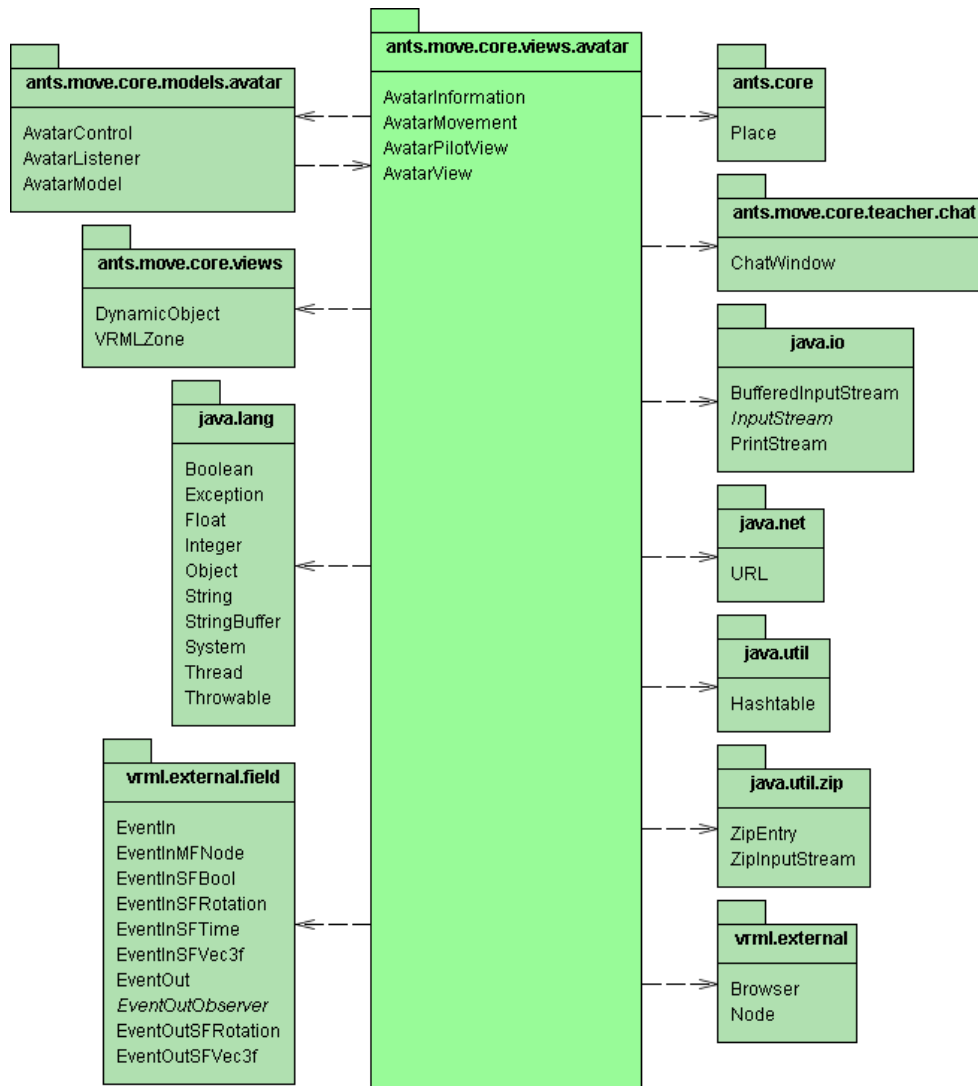 ants.move.core.models.avatar
AvatarControl
AvatarListener
AvatarModel
ants.move.core.views
DynamicObject
VRMLZone
java.lang
Boolean
Exception
Float
Integer
Object
String
StringBuffer
System
Thread
Throwable
vrml.external.field
EventIn
EventInMFNode
EventInSFBool
EventInSFRotation
EventInSFTime
EventInSFVec3f
EventOut
EventOutObserver
EventOutSFRotation
EventOutSFVec3f
ants.move.core.views.avatar
AvatarInformation
AvatarMovement
AvatarPilotView
AvatarView
ants.core
Place
ants.move.core.teacher.chat
ChatWindow
java.io
BufferedInputStream
InputStream
PrintStream
java.net
URL
java.util
Hashtable
java.util.zip
ZipEntry
ZipInputStream
vrml.external
Browser
Node